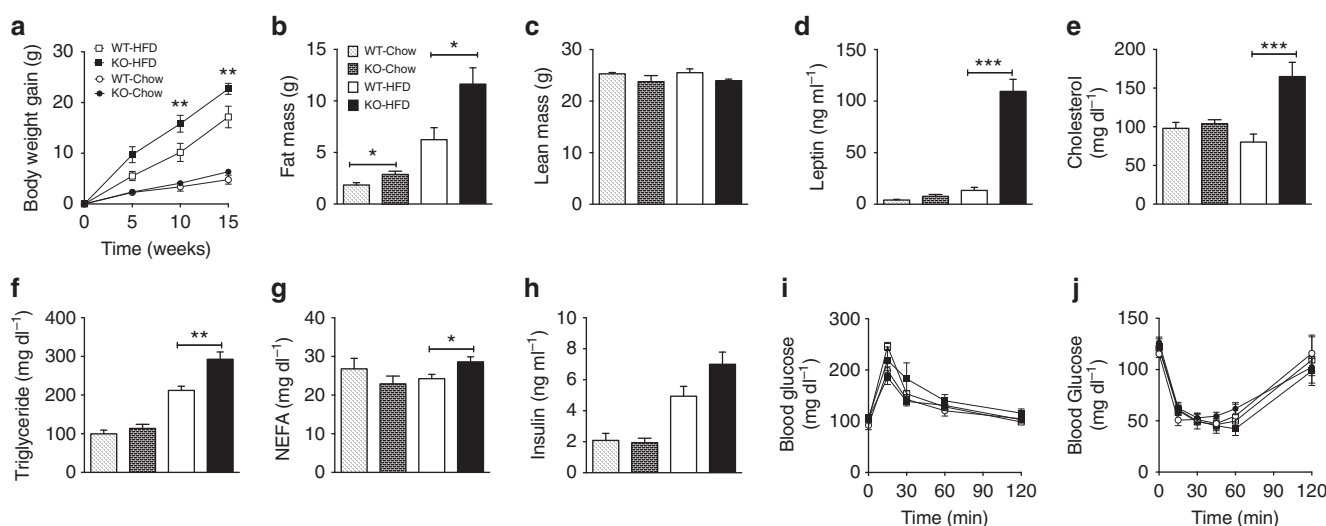 a
Body weight gain (g)
30
20
10
0
WT-HFD
KO-HFD
WT-Chow
KO-Chow
**
**
0
5
10
15
Time (weeks)
b
Fat mass (g)
15
10
5
0
WT-Chow
KO-Chow
WT-HFD
KO-HFD
*
*
c
Lean mass (g)
40
30
20
10
0
d
Leptin (ng ml⁻¹)
150
100
50
0
***
e
Cholesterol
(mg dl⁻¹)
200
150
100
50
0
***
f
Triglyceride (mg dl⁻¹)
400
300
200
100
0
**
g
NEFA (mg dl⁻¹)
40
30
20
10
0
*
h
Insulin (ng ml⁻¹)
10
8
6
4
2
0
i
Blood glucose
(mg dl⁻¹)
300
200
100
0
0
30
60
90
120
Time (min)
j
Blood Glucose
(mg dl⁻¹)
150
100
50
0
0
30
60
90
120
Time (min)